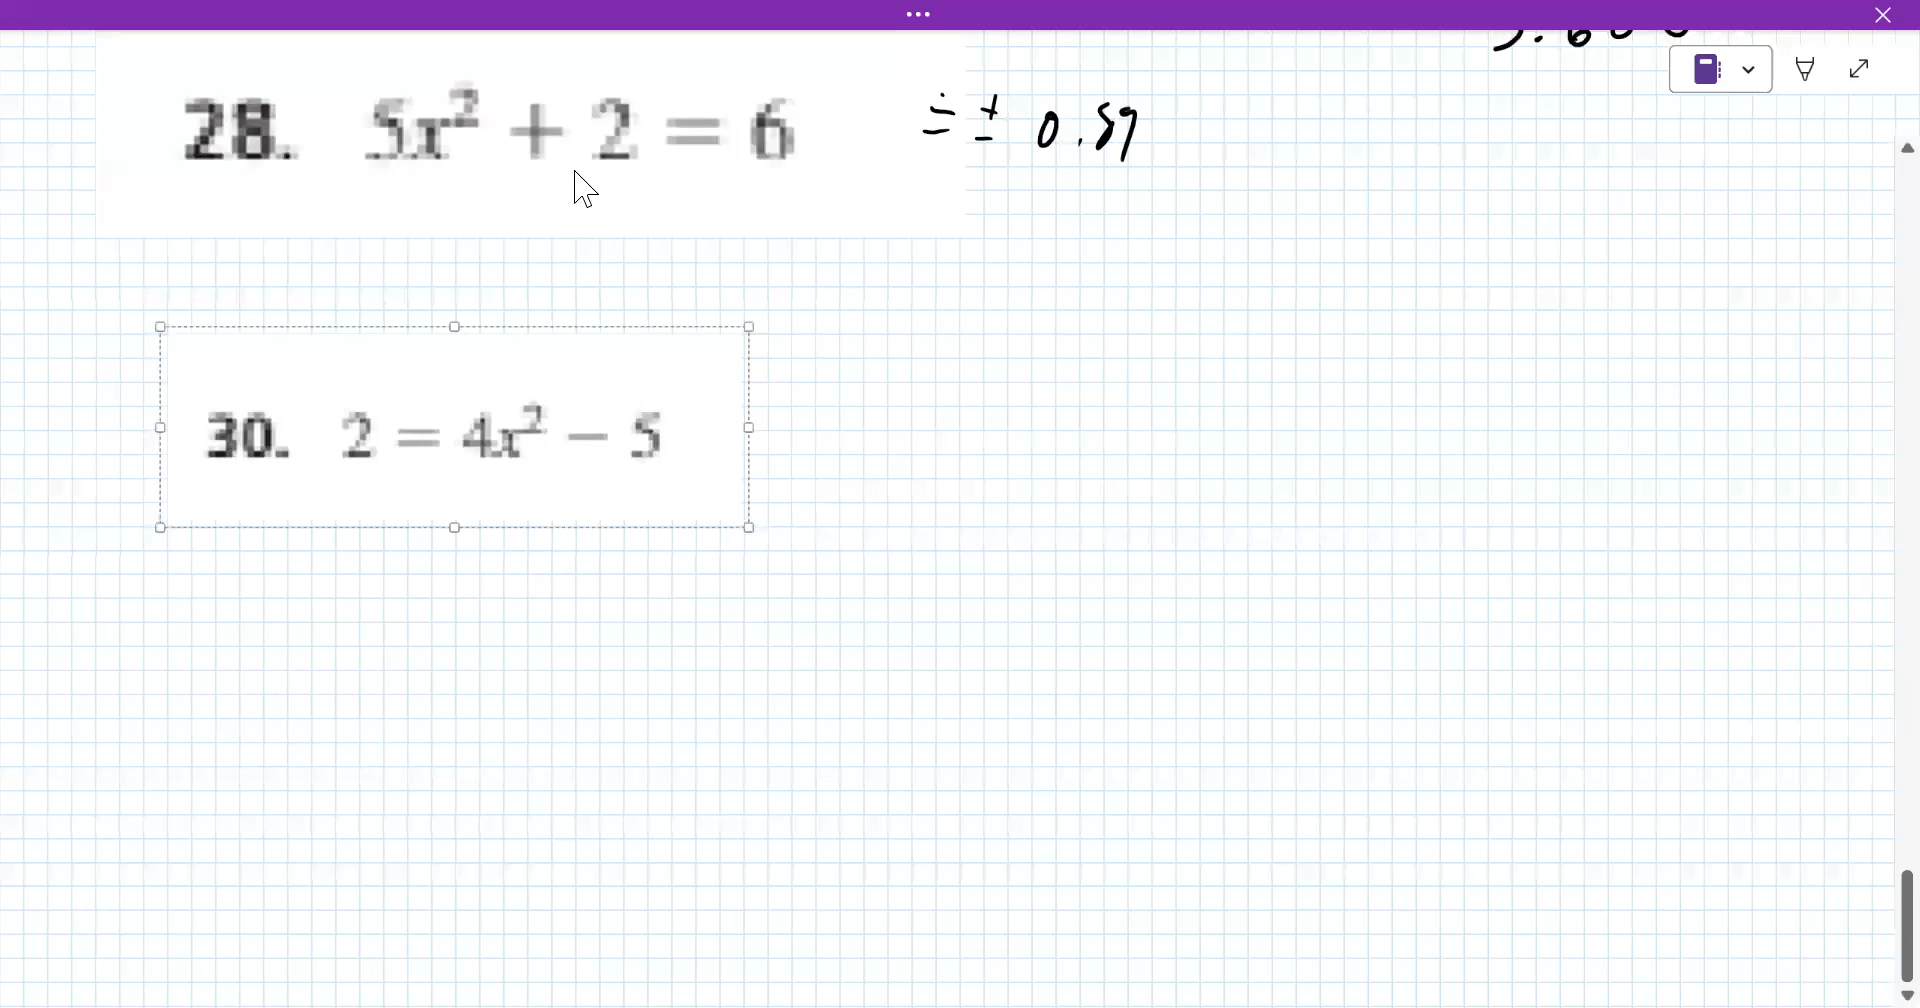 28. 5x² + 2 = 6 ≐ ± 0.89
30. 2 = 4x² − 5